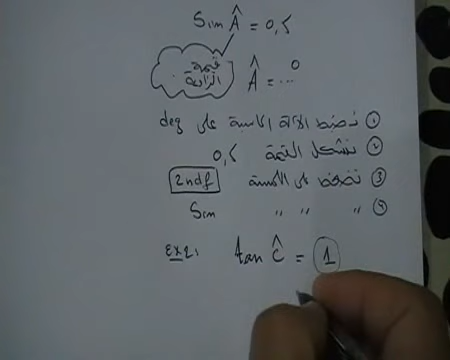 Sin Â = 0,5
قيمة
الزاوية
Â = ...°
① نضبط الآلة الحاسبة على deg
② نشكل القيمة 0,5
③ نضغط على اللمسة 2ndf
④ " " " Sin
Ex2: tan Ĉ = 1